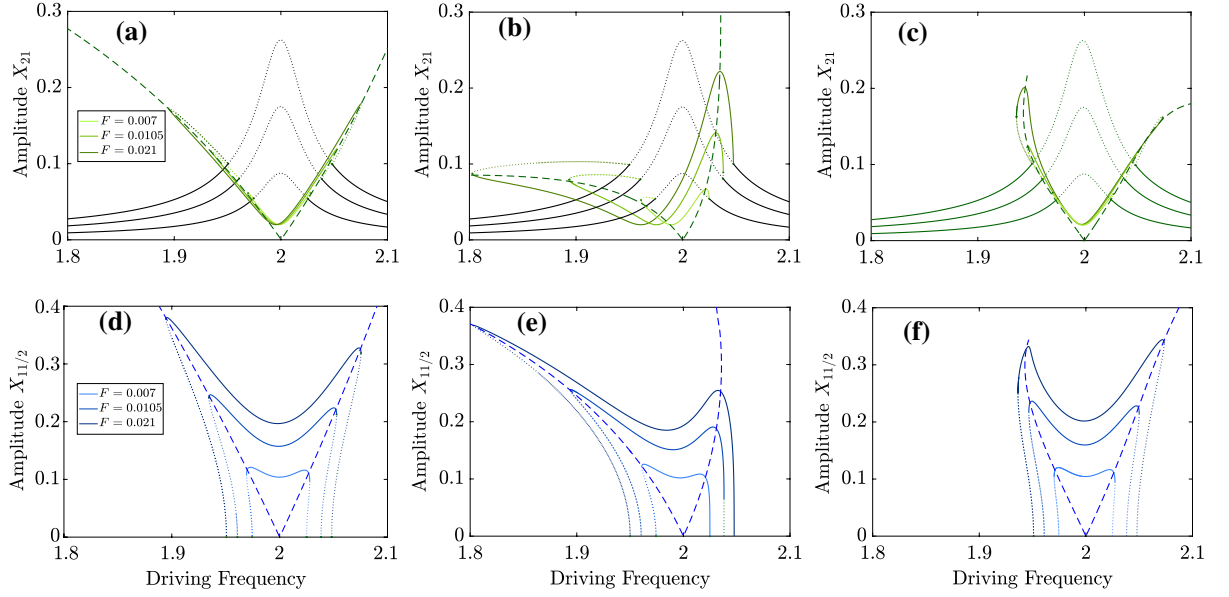 (a)
Amplitude X21
0.3
0.2
0.1
0
F = 0.007
F = 0.0105
F = 0.021
1.8
1.9
2
2.1
(b)
Amplitude X21
0.3
0.2
0.1
0
1.8
1.9
2
2.1
(c)
Amplitude X21
0.3
0.2
0.1
0
1.8
1.9
2
2.1
(d)
Amplitude X11/2
0.4
0.3
0.2
0.1
0
F = 0.007
F = 0.0105
F = 0.021
1.8
1.9
2
2.1
Driving Frequency
(e)
Amplitude X11/2
0.4
0.3
0.2
0.1
0
1.8
1.9
2
2.1
Driving Frequency
(f)
Amplitude X11/2
0.4
0.3
0.2
0.1
0
1.8
1.9
2
2.1
Driving Frequency